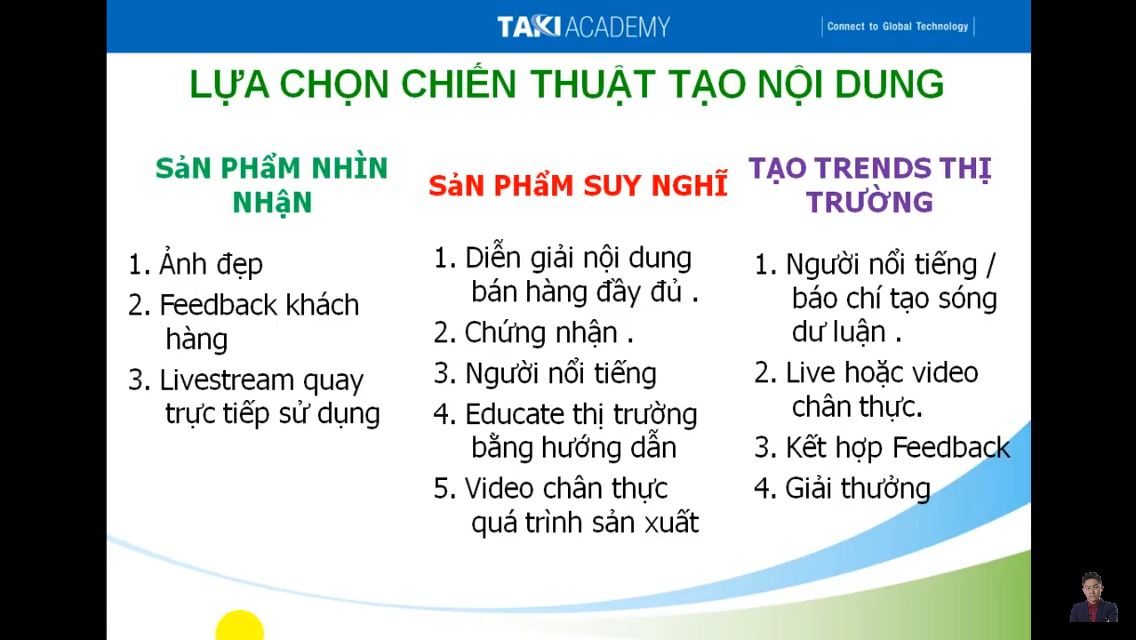 TAKI ACADEMY
Connect to Global Technology
LỰA CHỌN CHIẾN THUẬT TẠO NỘI DUNG
SảN PHẩM NHÌN
NHậN
1. Ảnh đẹp
2. Feedback khách
hàng
3. Livestream quay
trực tiếp sử dụng
SảN PHẩM SUY NGHĨ
1. Diễn giải nội dung
bán hàng đầy đủ .
2. Chứng nhận .
3. Người nổi tiếng
4. Educate thị trường
bằng hướng dẫn
5. Video chân thực
quá trình sản xuất
TẠO TRENDS THỊ
TRƯỜNG
1. Người nổi tiếng /
báo chí tạo sóng
dư luận .
2. Live hoặc video
chân thực.
3. Kết hợp Feedback
4. Giải thưởng